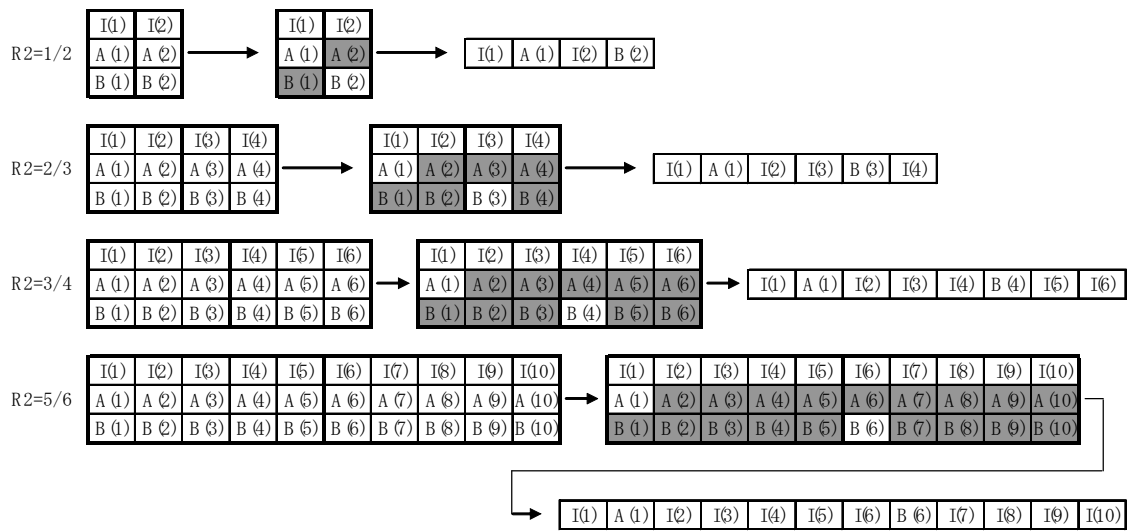 I(1) I(2) I(1) I(2)
R2=1/2 A(1) A(2) A(1) A(2) I(1) A(1) I(2) B(2)
B(1) B(2) B(1) B(2)
I(1) I(2) I(3) I(4) I(1) I(2) I(3) I(4)
R2=2/3 A(1) A(2) A(3) A(4) A(1) A(2) A(3) A(4) I(1) A(1) I(2) I(3) B(3) I(4)
B(1) B(2) B(3) B(4) B(1) B(2) B(3) B(4)
I(1) I(2) I(3) I(4) I(5) I(6) I(1) I(2) I(3) I(4) I(5) I(6)
R2=3/4 A(1) A(2) A(3) A(4) A(5) A(6) A(1) A(2) A(3) A(4) A(5) A(6) I(1) A(1) I(2) I(3) I(4) B(4) I(5) I(6)
B(1) B(2) B(3) B(4) B(5) B(6) B(1) B(2) B(3) B(4) B(5) B(6)
I(1) I(2) I(3) I(4) I(5) I(6) I(7) I(8) I(9) I(10) I(1) I(2) I(3) I(4) I(5) I(6) I(7) I(8) I(9) I(10)
R2=5/6 A(1) A(2) A(3) A(4) A(5) A(6) A(7) A(8) A(9) A(10) A(1) A(2) A(3) A(4) A(5) A(6) A(7) A(8) A(9) A(10)
B(1) B(2) B(3) B(4) B(5) B(6) B(7) B(8) B(9) B(10) B(1) B(2) B(3) B(4) B(5) B(6) B(7) B(8) B(9) B(10)
I(1) A(1) I(2) I(3) I(4) I(5) I(6) B(6) I(7) I(8) I(9) I(10)